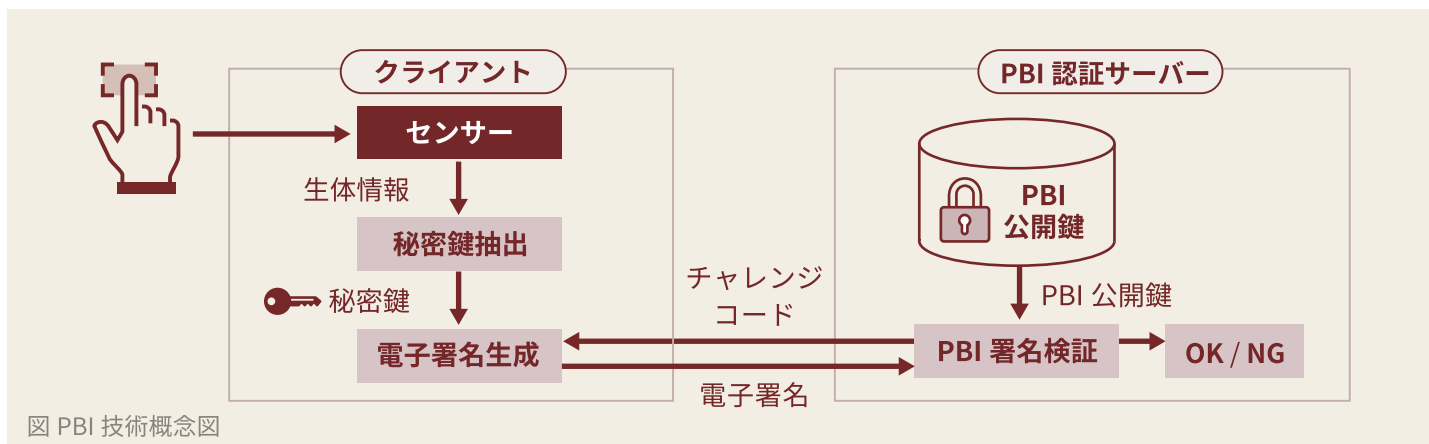 クライアント
センサー
生体情報
秘密鍵抽出
秘密鍵
電子署名生成
チャレンジ
コード
電子署名
PBI 認証サーバー
PBI
公開鍵
PBI 公開鍵
PBI 署名検証
OK / NG
図 PBI 技術概念図